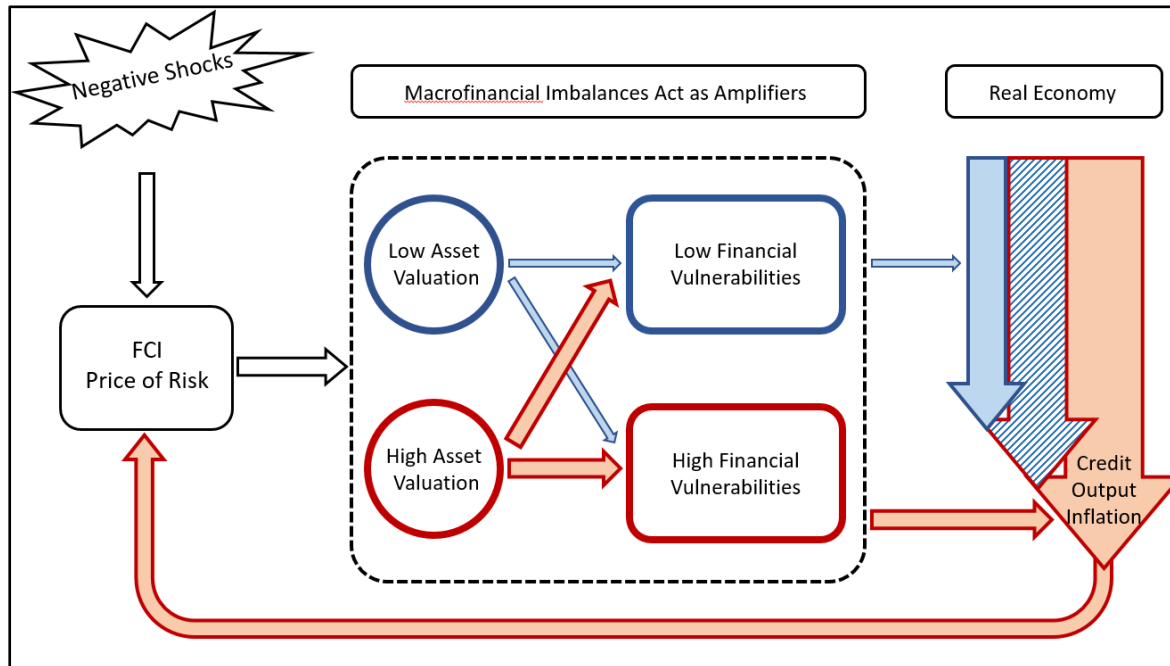 Negative Shocks
Macrofinancial Imbalances Act as Amplifiers
Real Economy
Low Asset
Valuation
Low Financial
Vulnerabilities
FCI
Price of Risk
High Asset
Valuation
High Financial
Vulnerabilities
Credit
Output
Inflation